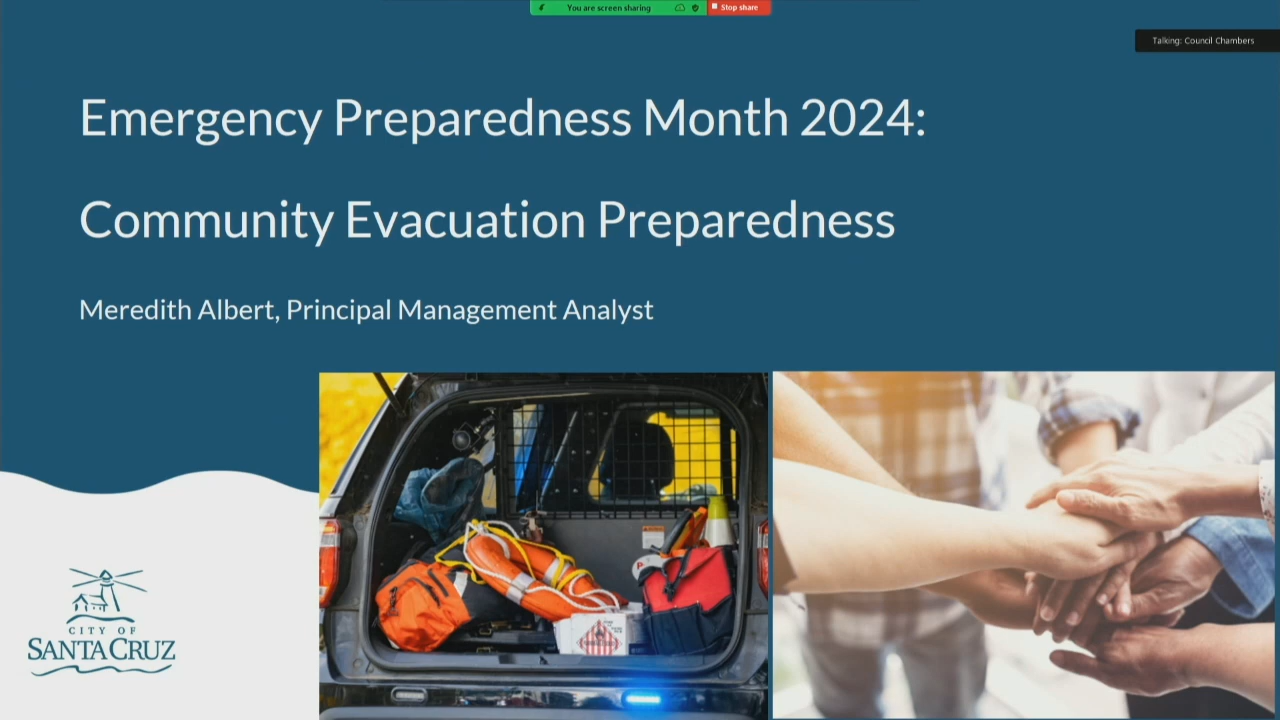 You are screen sharing
Stop share
Talking: Council Chambers
Emergency Preparedness Month 2024:
Community Evacuation Preparedness
Meredith Albert, Principal Management Analyst
CITY OF
SANTA CRUZ